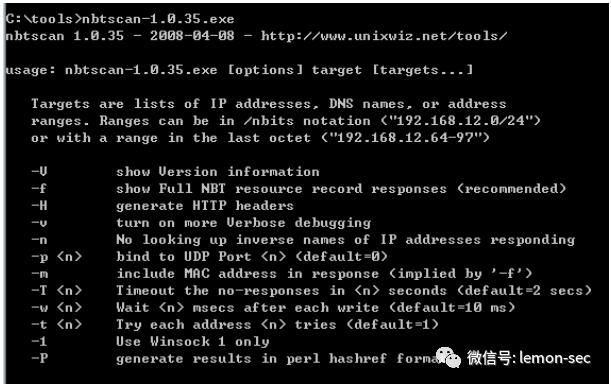 C:\tools>nbtscan-1.0.35.exe
nbtscan 1.0.35 - 2008-04-08 - http://www.unixwiz.net/tools/
usage: nbtscan-1.0.35.exe [options] target [targets...]
Targets are lists of IP addresses, DNS names, or address
ranges. Ranges can be in /nbits notation ("192.168.12.0/24")
or with a range in the last octet ("192.168.12.64-97")
-V show Version information
-f show Full NBT resource record responses (recommended)
-H generate HTTP headers
-v turn on more Verbose debugging
-n No looking up inverse names of IP addresses responding
-p <n> bind to UDP Port <n> (default=0)
-m include MAC address in response (implied by '-f')
-T <n> Timeout the no-responses in <n> seconds (default=2 secs)
-w <n> Wait <n> msecs after each write (default=10 ms)
-t <n> Try each address <n> tries (default=1)
-1 Use Winsock 1 only
-P generate results in perl hashref
微信号: lemon-sec